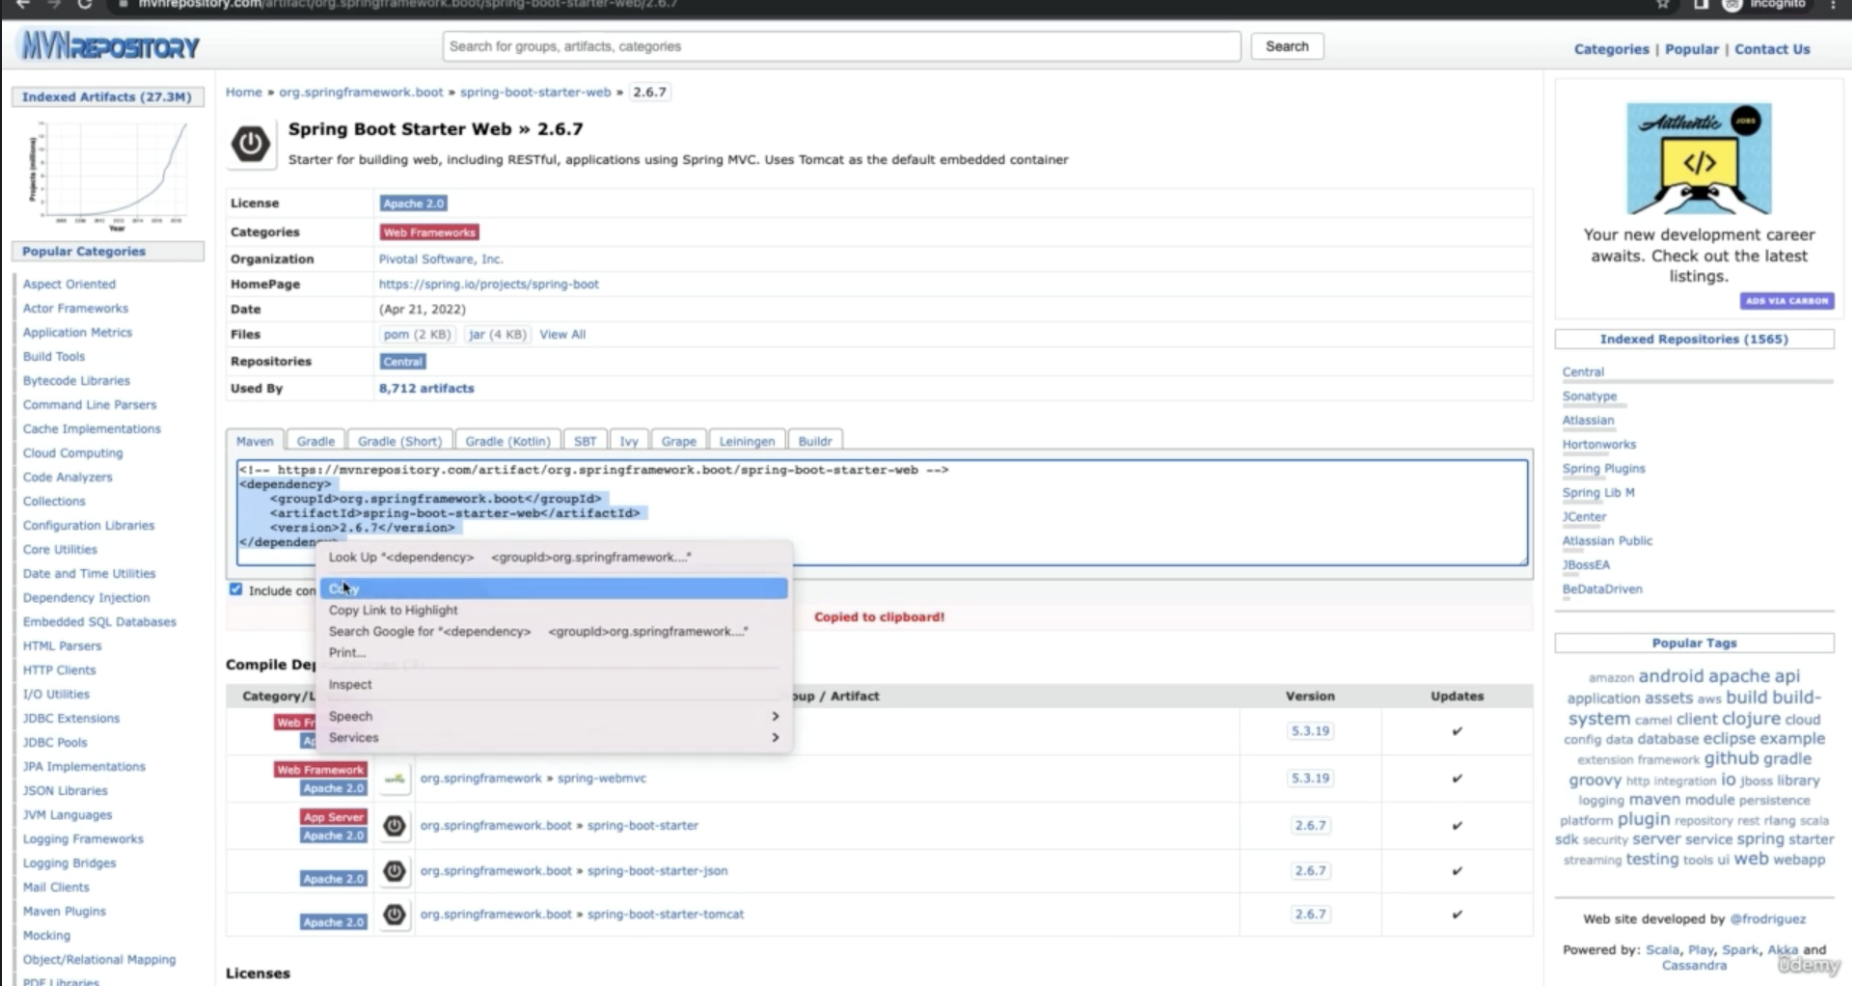 mvnrepository.com/artifact/org.springframework.boot/spring-boot-starter-web/2.6.7
Incognito
MVNREPOSITORY
Search for groups, artifacts, categories
Search
Categories | Popular | Contact Us
Indexed Artifacts (27.3M)
Projects (millions)
Year
Popular Categories
Aspect Oriented
Actor Frameworks
Application Metrics
Build Tools
Bytecode Libraries
Command Line Parsers
Cache Implementations
Cloud Computing
Code Analyzers
Collections
Configuration Libraries
Core Utilities
Date and Time Utilities
Dependency Injection
Embedded SQL Databases
HTML Parsers
HTTP Clients
I/O Utilities
JDBC Extensions
JDBC Pools
JPA Implementations
JSON Libraries
JVM Languages
Logging Frameworks
Logging Bridges
Mail Clients
Maven Plugins
Mocking
Object/Relational Mapping
PDF Libraries
Home » org.springframework.boot » spring-boot-starter-web » 2.6.7
Spring Boot Starter Web » 2.6.7
Starter for building web, including RESTful, applications using Spring MVC. Uses Tomcat as the default embedded container
License Apache 2.0
Categories Web Frameworks
Organization Pivotal Software, Inc.
HomePage https://spring.io/projects/spring-boot
Date (Apr 21, 2022)
Files pom (2 KB) jar (4 KB) View All
Repositories Central
Used By 8,712 artifacts
Maven Gradle Gradle (Short) Gradle (Kotlin) SBT Ivy Grape Leiningen Buildr
<!-- https://mvnrepository.com/artifact/org.springframework.boot/spring-boot-starter-web -->
<dependency>
<groupId>org.springframework.boot</groupId>
<artifactId>spring-boot-starter-web</artifactId>
<version>2.6.7</version>
</dependency>
Look Up "<dependency> <groupId>org.springframework...."
Copy
Copy Link to Highlight
Search Google for "<dependency> <groupId>org.springframework...."
Print...
Inspect
Speech
Services
Include con
Copied to clipboard!
Compile Dep
Category/L oup / Artifact Version Updates
Web Fr
Ap
5.3.19 ✔
Web Framework
Apache 2.0
org.springframework » spring-webmvc 5.3.19 ✔
App Server
Apache 2.0
org.springframework.boot » spring-boot-starter 2.6.7 ✔
Apache 2.0
org.springframework.boot » spring-boot-starter-json 2.6.7 ✔
Apache 2.0
org.springframework.boot » spring-boot-starter-tomcat 2.6.7 ✔
Licenses
Authentic
JOBS
</>
Your new development career
awaits. Check out the latest
listings.
ADS VIA CARBON
Indexed Repositories (1565)
Central
Sonatype
Atlassian
Hortonworks
Spring Plugins
Spring Lib M
JCenter
Atlassian Public
JBossEA
BeDataDriven
Popular Tags
amazon android apache api
application assets aws build build-
system camel client clojure cloud
config data database eclipse example
extension framework github gradle
groovy http integration io jboss library
logging maven module persistence
platform plugin repository rest rlang scala
sdk security server service spring starter
streaming testing tools ui web webapp
Web site developed by @frodriguez
Powered by: Scala, Play, Spark, Akka and
Cassandra
ûdemy